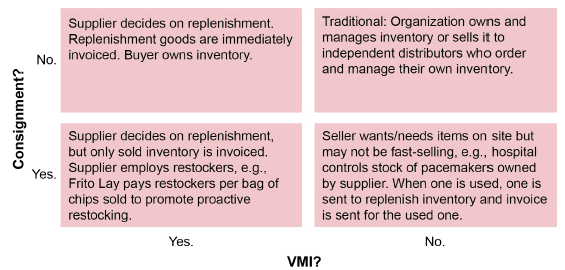 Supplier decides on replenishment.
Replenishment goods are immediately
invoiced. Buyer owns inventory.
Traditional: Organization owns and
manages inventory or sells it to
independent distributors who order
and manage their own inventory.
No.
Consignment?
Supplier decides on replenishment,
but only sold inventory is invoiced.
Supplier employs restockers, e.g.,
Frito Lay pays restockers per bag of
chips sold to promote proactive
restocking.
Seller wants/needs items on site but
may not be fast-selling, e.g., hospital
controls stock of pacemakers owned
by supplier. When one is used, one is
sent to replenish inventory and invoice
is sent for the used one.
Yes.
Yes.
No.
VMI?